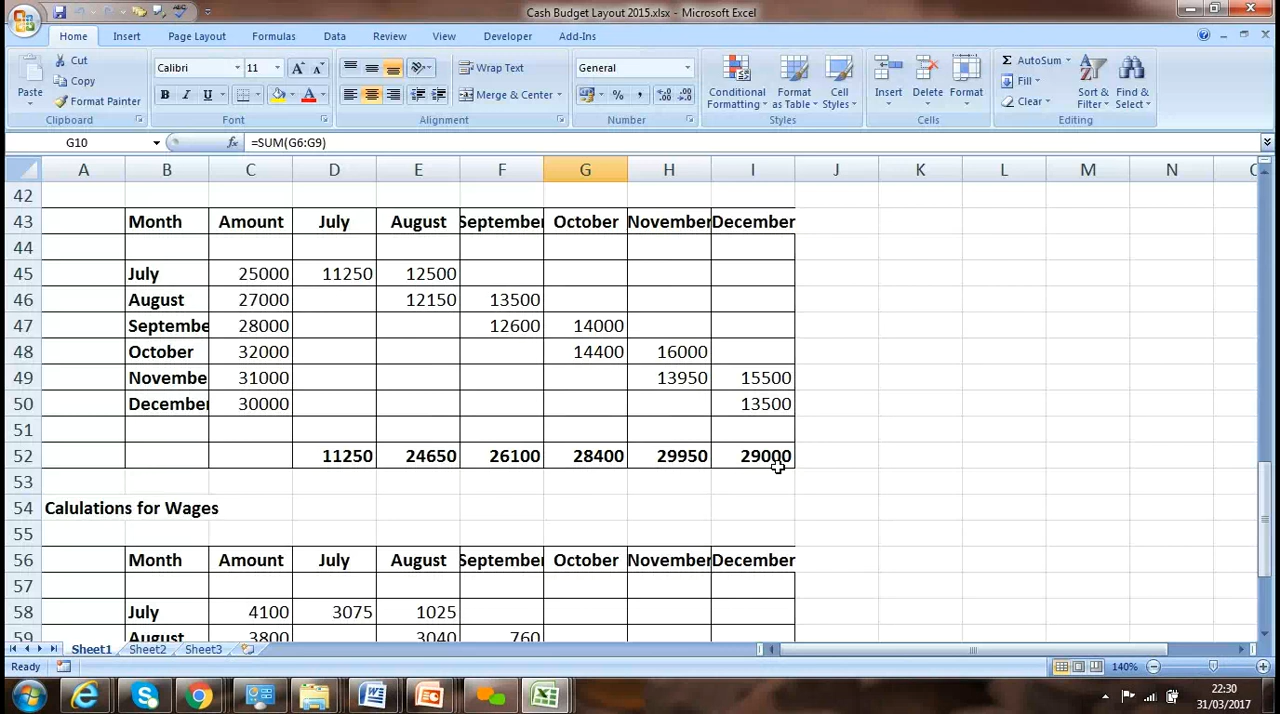 Cash Budget Layout 2015.xlsx - Microsoft Excel
Home Insert Page Layout Formulas Data Review View Developer Add-Ins
Paste Cut Copy Format Painter Clipboard
Calibri 11 B I U A Font
Wrap Text Merge & Center Alignment
General % , Number
Conditional Formatting Format as Table Cell Styles Styles
Insert Delete Format Cells
Σ AutoSum Fill Clear Sort & Filter Find & Select Editing
G10 fx =SUM(G6:G9)
A B C D E F G H I J K L M N
42
43 Month Amount July August September October November December
44
45 July 25000 11250 12500
46 August 27000 12150 13500
47 Septembe 28000 12600 14000
48 October 32000 14400 16000
49 Novembe 31000 13950 15500
50 December 30000 13500
51
52 11250 24650 26100 28400 29950 29000
53
54 Calulations for Wages
55
56 Month Amount July August September October November December
57
58 July 4100 3075 1025
59 August 3800 3040 760
Sheet1 Sheet2 Sheet3
Ready 140%
22:30
31/03/2017